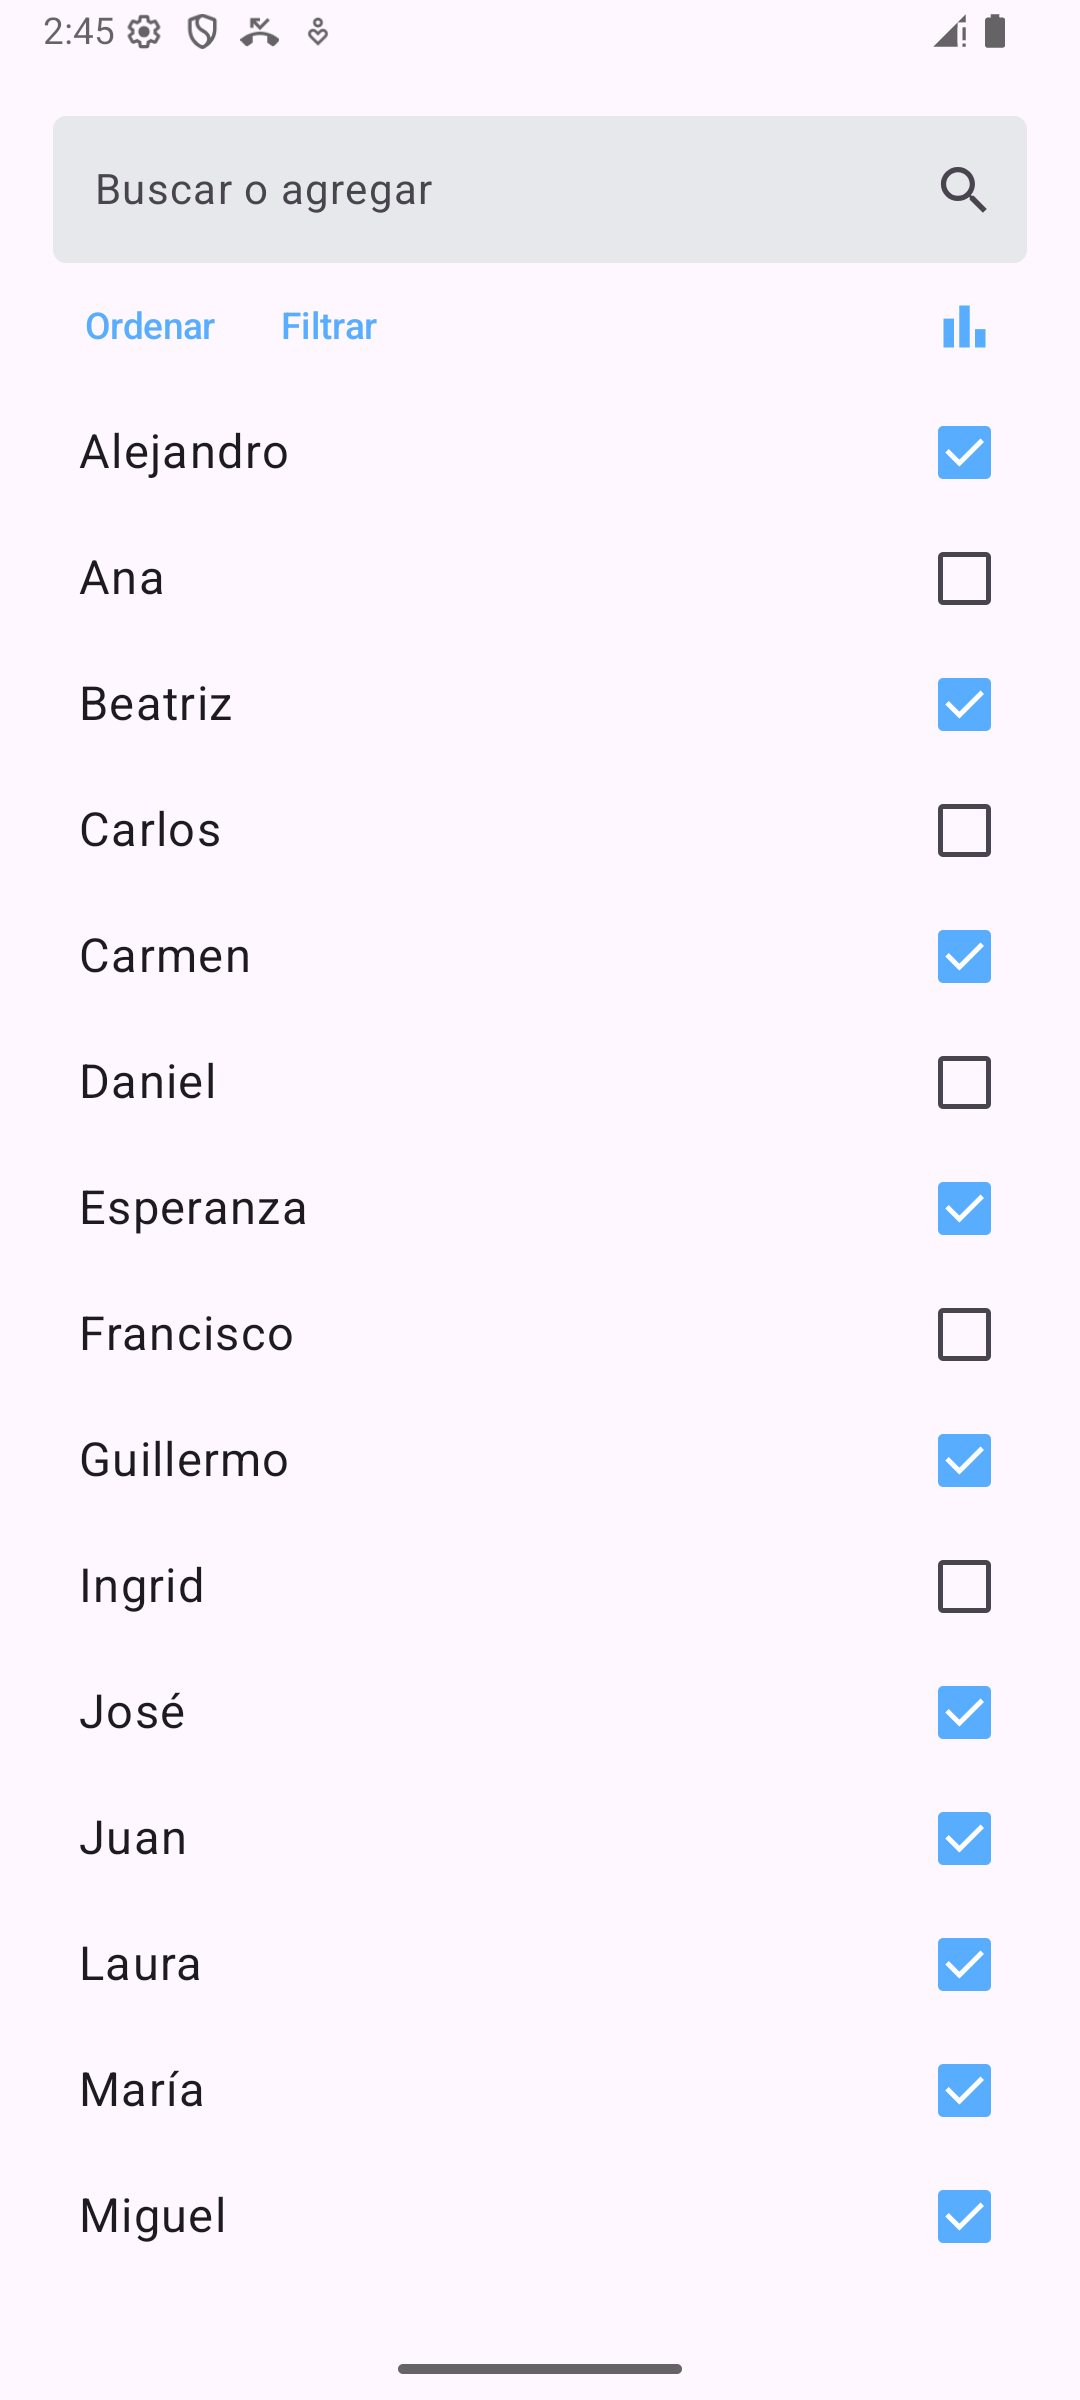 2:45
Buscar o agregar
Ordenar Filtrar
Alejandro
Ana
Beatriz
Carlos
Carmen
Daniel
Esperanza
Francisco
Guillermo
Ingrid
José
Juan
Laura
María
Miguel